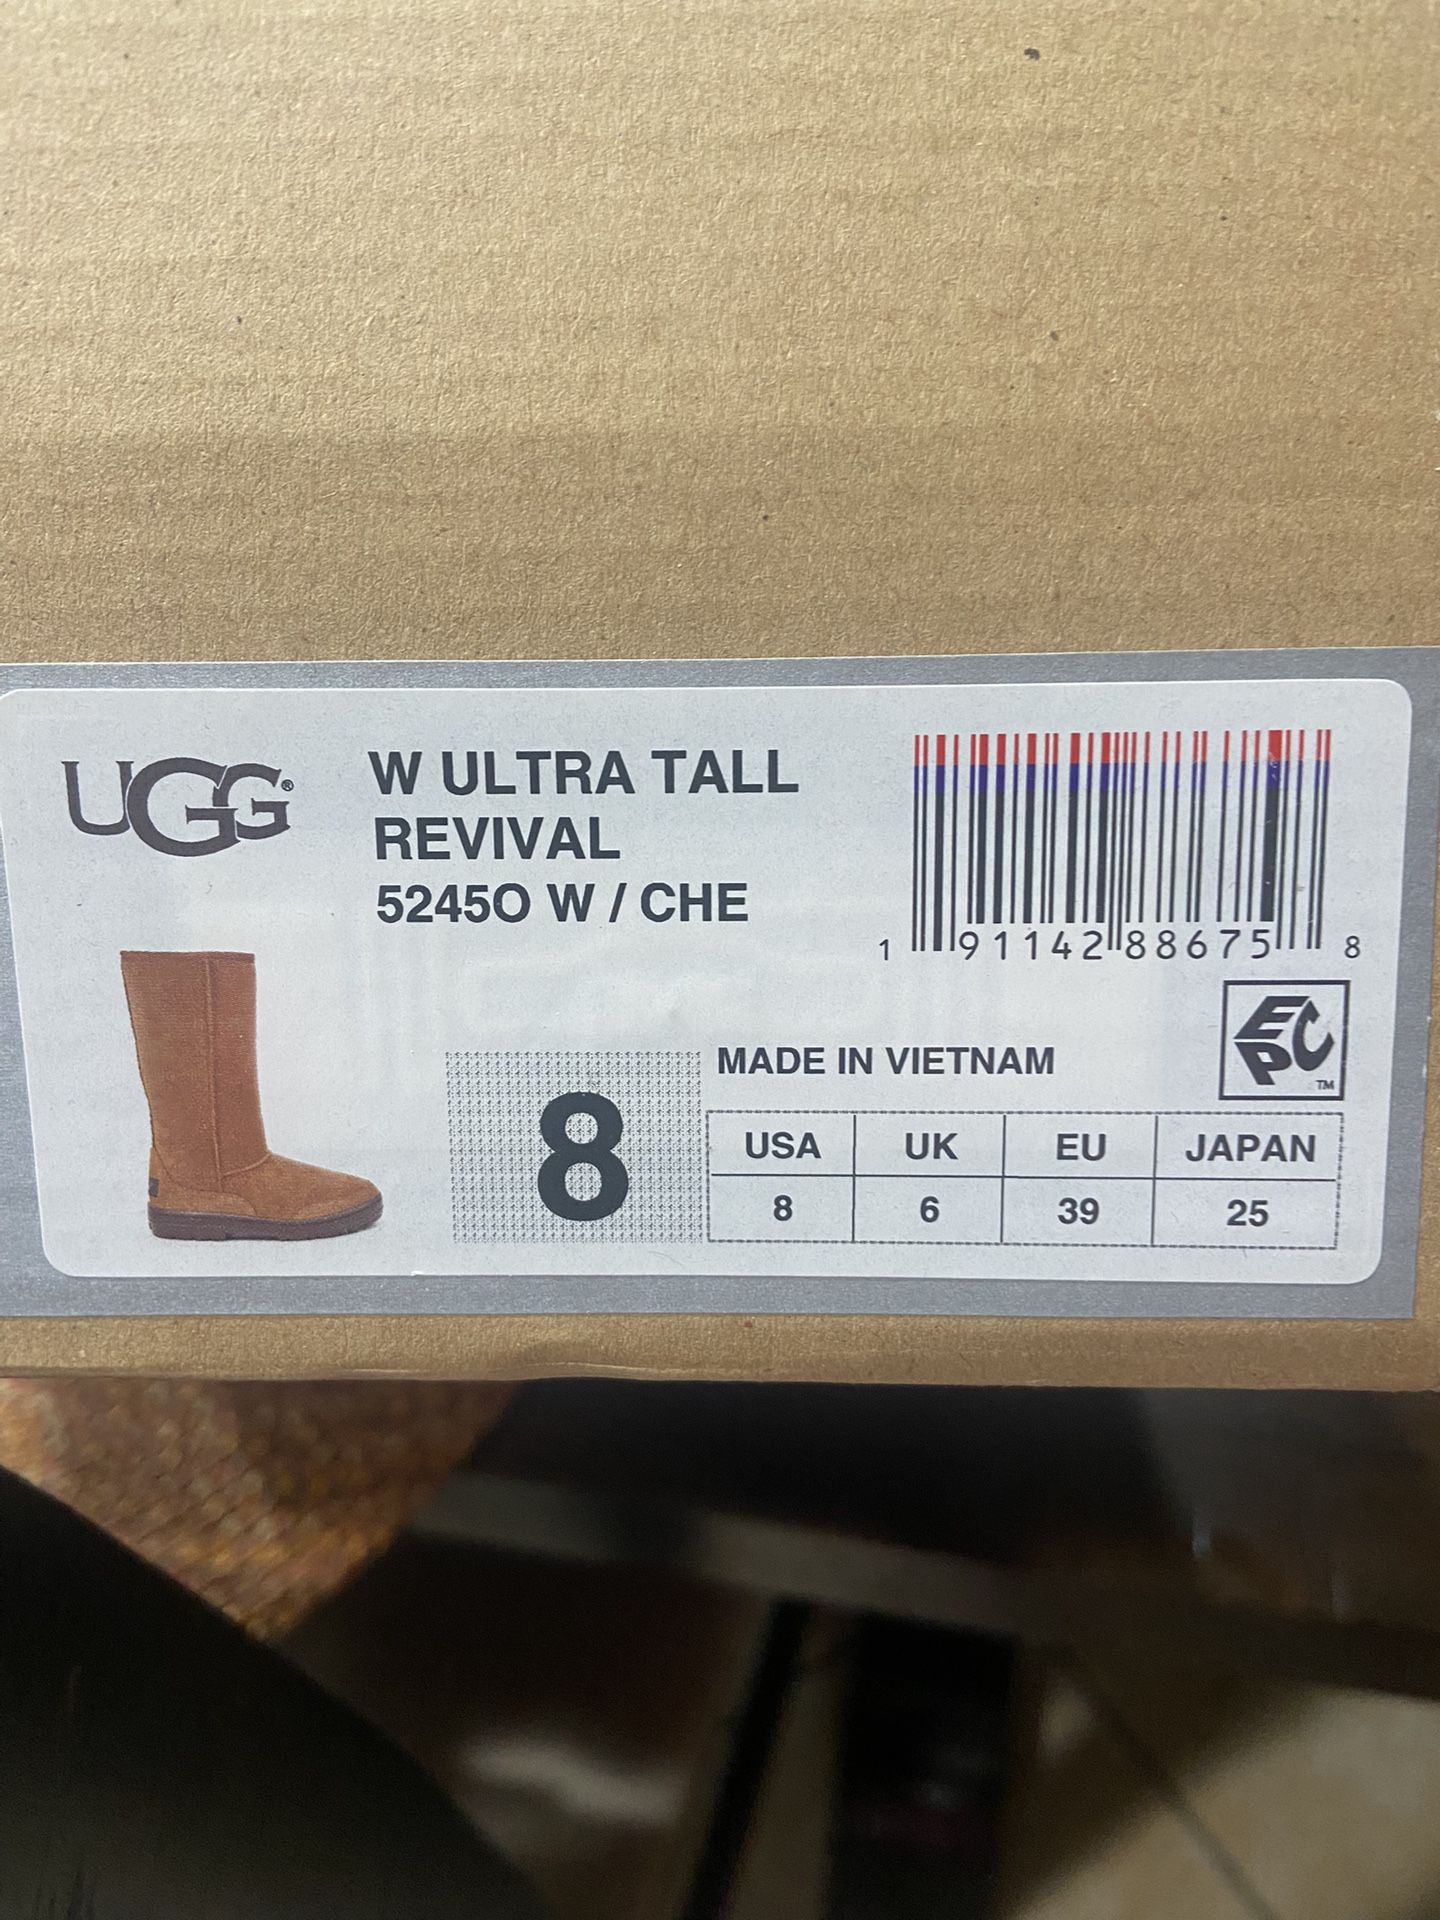 UGG®
W ULTRA TALL
REVIVAL
5245O W / CHE
1 91142 88675 8
EPC™
MADE IN VIETNAM
8
USA UK EU JAPAN
8 6 39 25